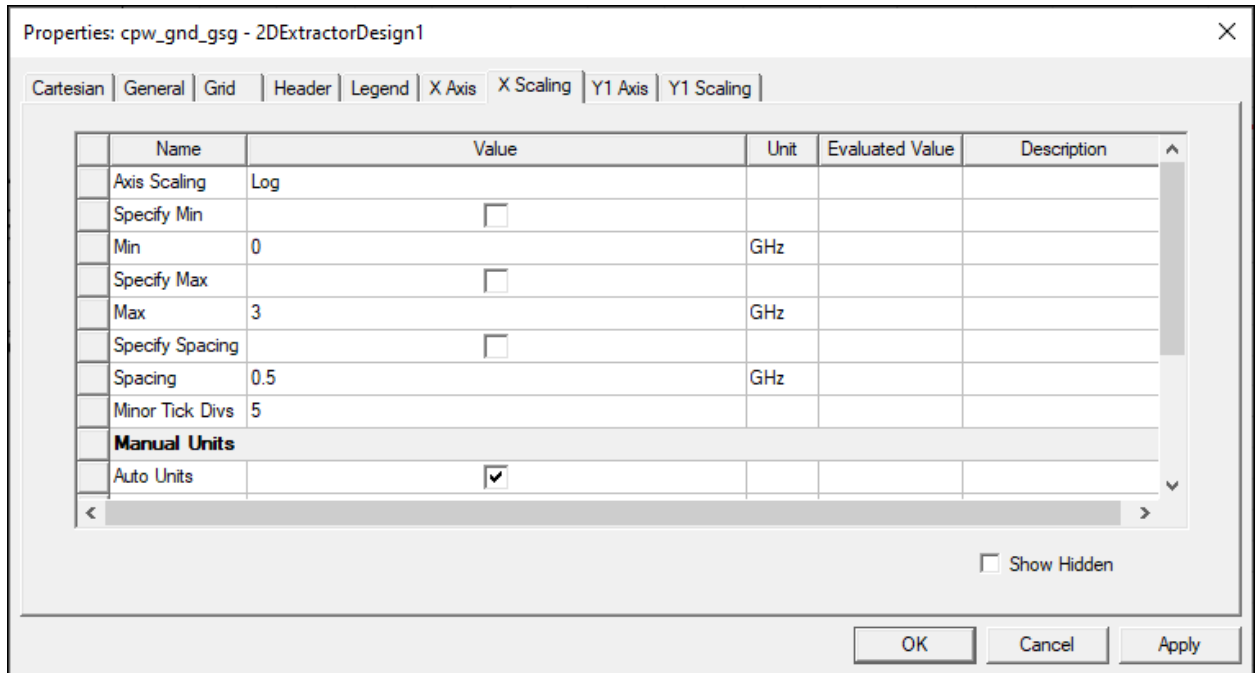 Properties: cpw_gnd_gsg - 2DExtractorDesign1
Cartesian General Grid Header Legend X Axis X Scaling Y1 Axis Y1 Scaling
Name Value Unit Evaluated Value Description
Axis Scaling Log
Specify Min
Min 0 GHz
Specify Max
Max 3 GHz
Specify Spacing
Spacing 0.5 GHz
Minor Tick Divs 5
Manual Units
Auto Units
Show Hidden
OK Cancel Apply